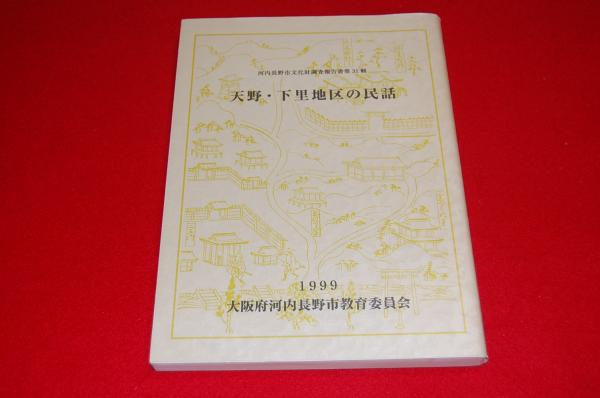 河内長野市文化財調査報告書第31輯
天野・下里地区の民話
1999
大阪府河内長野市教育委員会